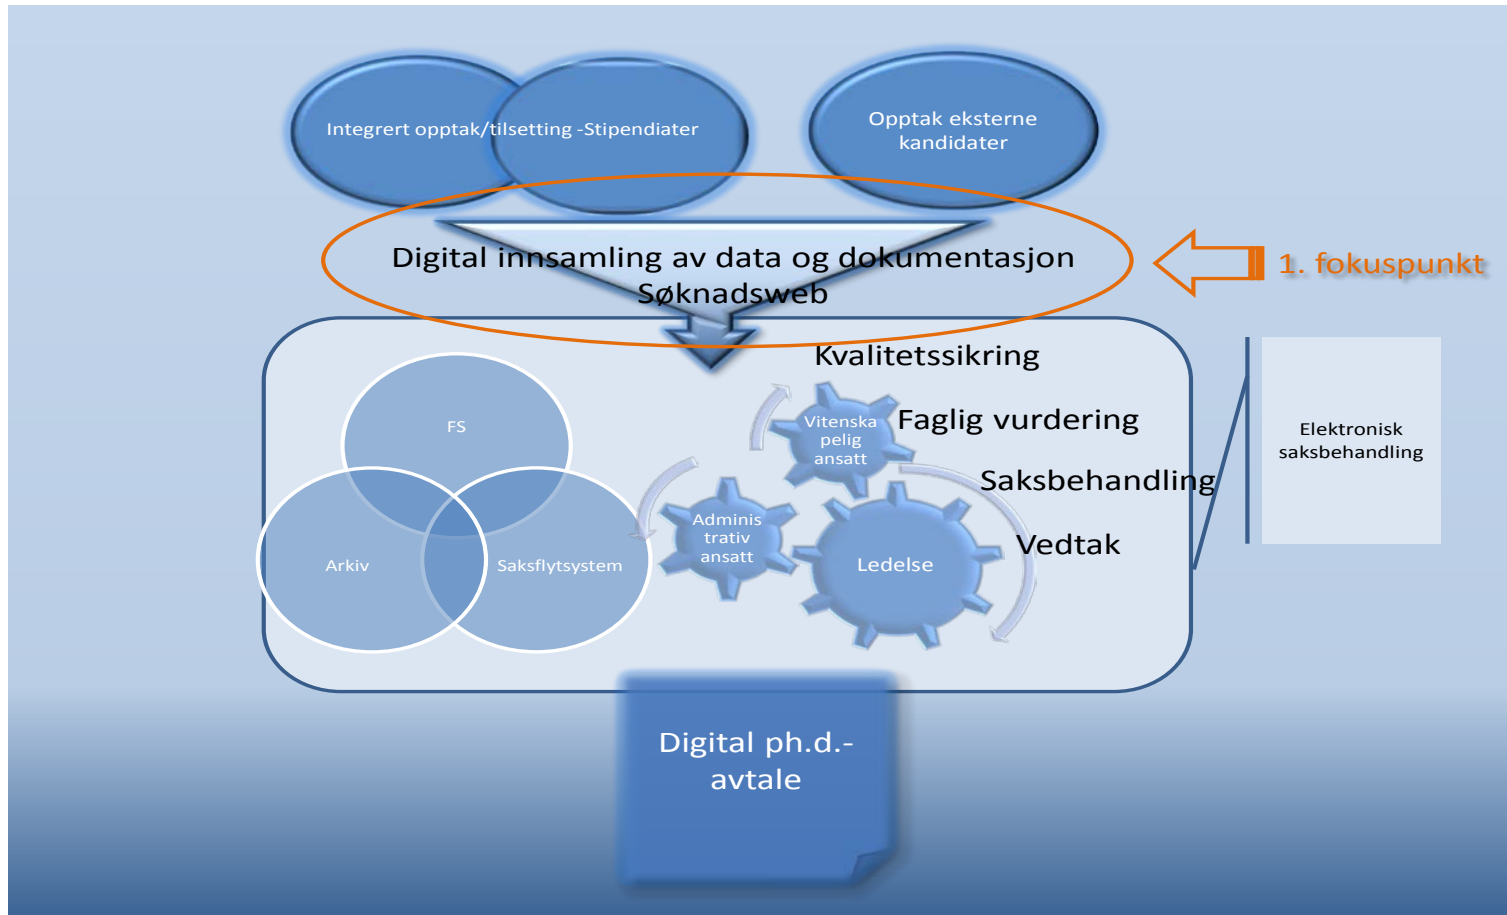 Integrert opptak/tilsetting -Stipendiater
Opptak eksterne
kandidater
Digital innsamling av data og dokumentasjon
Søknadsweb
1. fokuspunkt
Kvalitetssikring
Faglig vurdering
Saksbehandling
Vedtak
FS
Arkiv
Saksflytsystem
Vitenska
pelig
ansatt
Adminis
trativ
ansatt
Ledelse
Elektronisk
saksbehandling
Digital ph.d.-
avtale